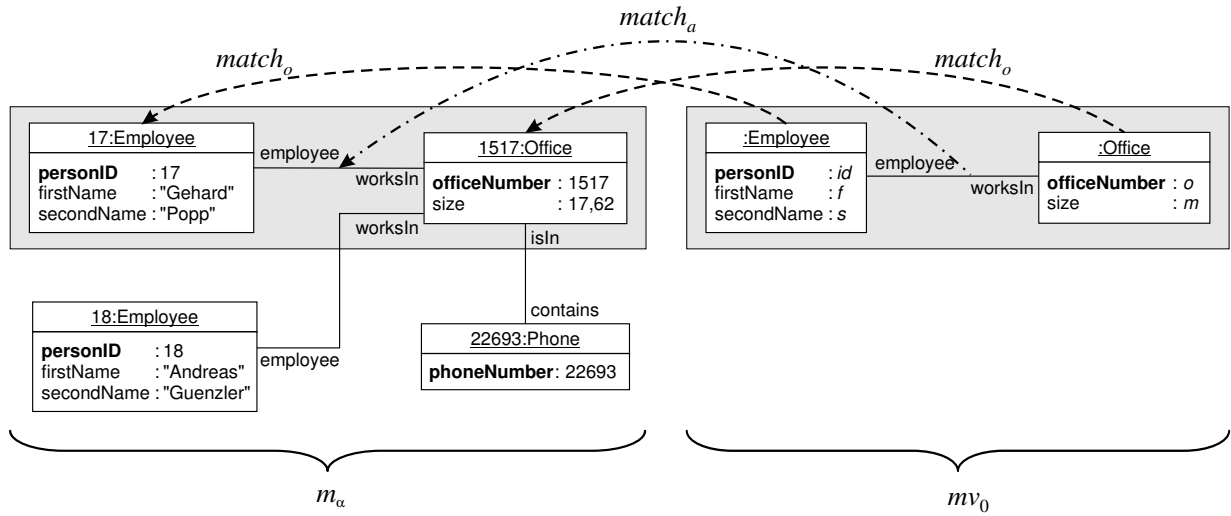 match_a
match_o
match_o
17:Employee
personID : 17
firstName : "Gehard"
secondName : "Popp"
employee
worksIn
1517:Office
officeNumber : 1517
size : 17,62
:Employee
personID : id
firstName : f
secondName : s
employee
worksIn
:Office
officeNumber : o
size : m
worksIn
isIn
18:Employee
personID : 18
firstName : "Andreas"
secondName : "Guenzler"
employee
contains
22693:Phone
phoneNumber : 22693
m_α
mv_0